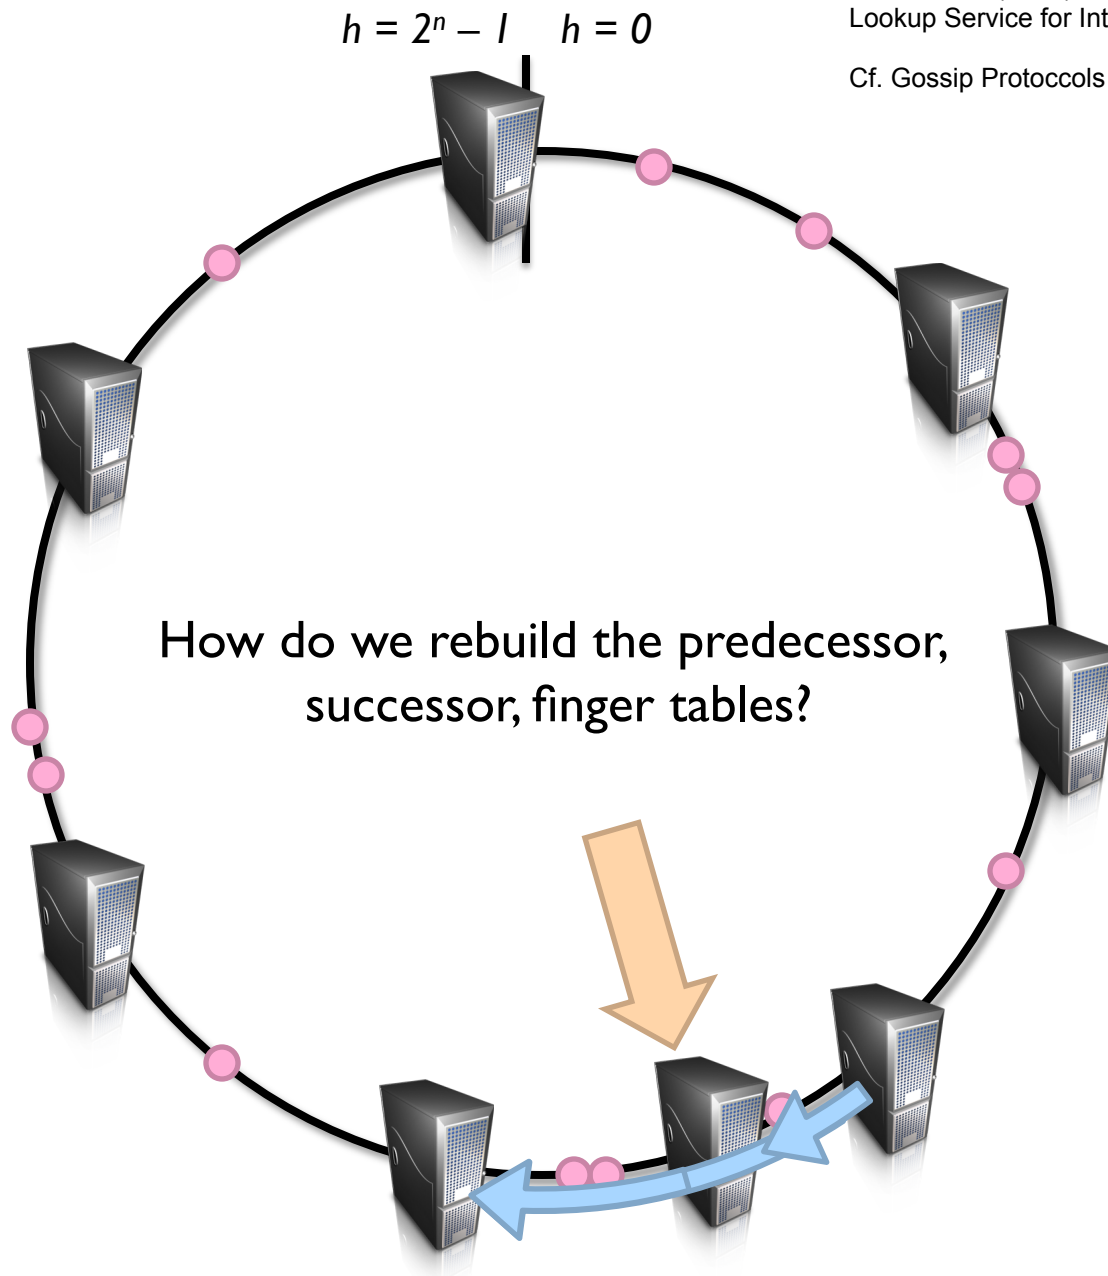 h = 2ⁿ – 1
h = 0
Lookup Service for Int
Cf. Gossip Protoccols
How do we rebuild the predecessor,
successor, finger tables?